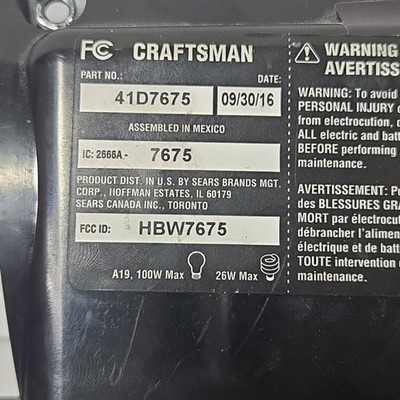 FC CRAFTSMAN
PART NO.: DATE:
41D7675 09/30/16
ASSEMBLED IN MEXICO
IC: 2666A - 7675
PRODUCT DIST. IN U.S. BY SEARS BRANDS MGT.
CORP., HOFFMAN ESTATES, IL 60179
SEARS CANADA INC., TORONTO
FCC ID: HBW7675
A19, 100W Max 26W Max
WARNING
AVERTISS
WARNING: To avoid
PERSONAL INJURY
from electrocution,
ALL electric and batt
BEFORE performing
maintenance.
AVERTISSEMENT: Po
des BLESSURES GRA
MORT par électrocut
débrancher l'alimen
électrique et de batt
TOUTE intervention
maintenance.